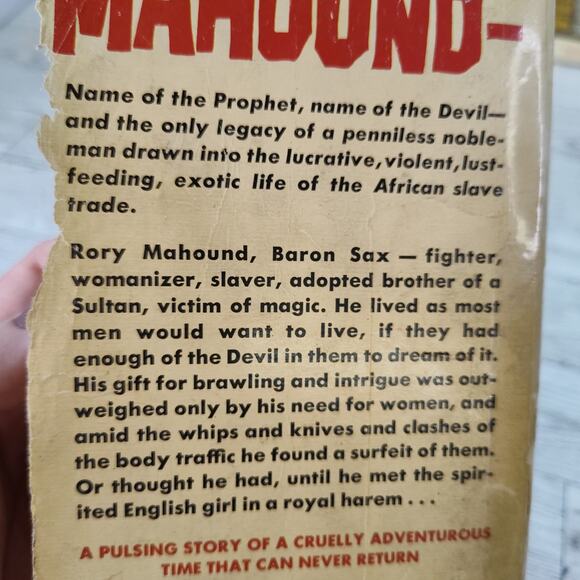 MAHOUND-
Name of the Prophet, name of the Devil—
and the only legacy of a penniless noble-
man drawn into the lucrative, violent, lust-
feeding, exotic life of the African slave
trade.
Rory Mahound, Baron Sax — fighter,
womanizer, slaver, adopted brother of a
Sultan, victim of magic. He lived as most
men would want to live, if they had
enough of the Devil in them to dream of it.
His gift for brawling and intrigue was out-
weighed only by his need for women, and
amid the whips and knives and clashes of
the body traffic he found a surfeit of them.
Or thought he had, until he met the spir-
ited English girl in a royal harem . . .
A PULSING STORY OF A CRUELLY ADVENTUROUS
TIME THAT CAN NEVER RETURN